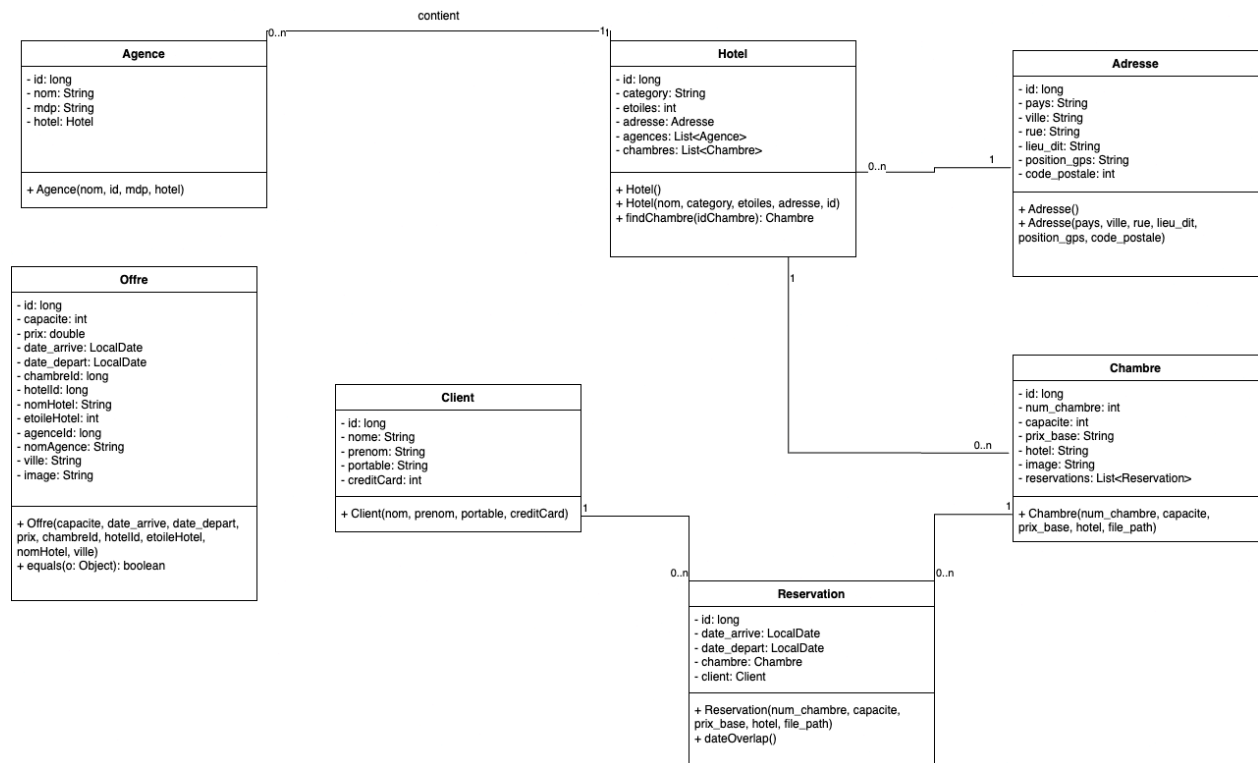 contient
0..n
1
1
Agence
- id: long
- nom: String
- mdp: String
- hotel: Hotel
+ Agence(nom, id, mdp, hotel)
Hotel
- id: long
- category: String
- etoiles: int
- adresse: Adresse
- agences: List<Agence>
- chambres: List<Chambre>
+ Hotel()
+ Hotel(nom, category, etoiles, adresse, id)
+ findChambre(idChambre): Chambre
0..n
1
Adresse
- id: long
- pays: String
- ville: String
- rue: String
- lieu_dit: String
- position_gps: String
- code_postale: int
+ Adresse()
+ Adresse(pays, ville, rue, lieu_dit,
position_gps, code_postale)
1
0..n
Offre
- id: long
- capacite: int
- prix: double
- date_arrive: LocalDate
- date_depart: LocalDate
- chambreId: long
- hotelId: long
- nomHotel: String
- etoileHotel: int
- agenceId: long
- nomAgence: String
- ville: String
- image: String
+ Offre(capacite, date_arrive, date_depart,
prix, chambreId, hotelId, etoileHotel,
nomHotel, ville)
+ equals(o: Object): boolean
Client
- id: long
- nome: String
- prenom: String
- portable: String
- creditCard: int
+ Client(nom, prenom, portable, creditCard)
1
0..n
Chambre
- id: long
- num_chambre: int
- capacite: int
- prix_base: String
- hotel: String
- image: String
- reservations: List<Reservation>
+ Chambre(num_chambre, capacite,
prix_base, hotel, file_path)
1
0..n
Reservation
- id: long
- date_arrive: LocalDate
- date_depart: LocalDate
- chambre: Chambre
- client: Client
+ Reservation(num_chambre, capacite,
prix_base, hotel, file_path)
+ dateOverlap()